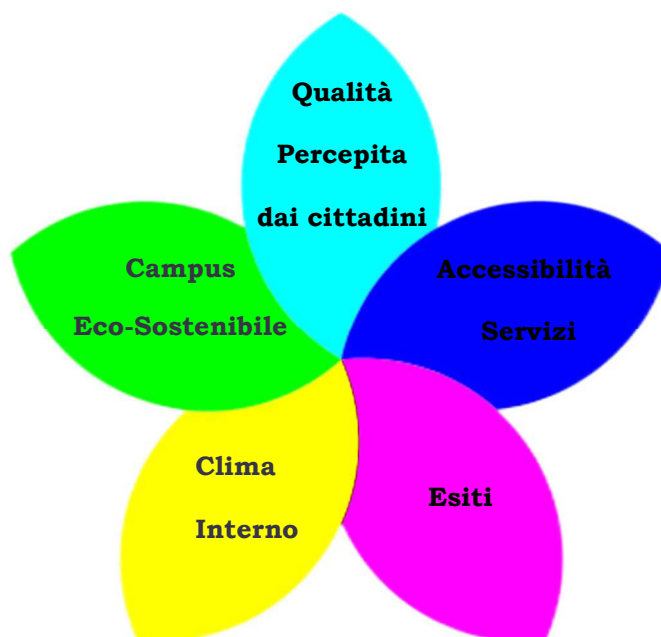 Qualità
Percepita
dai cittadini
Campus
Eco-Sostenibile
Accessibilità
Servizi
Clima
Interno
Esiti